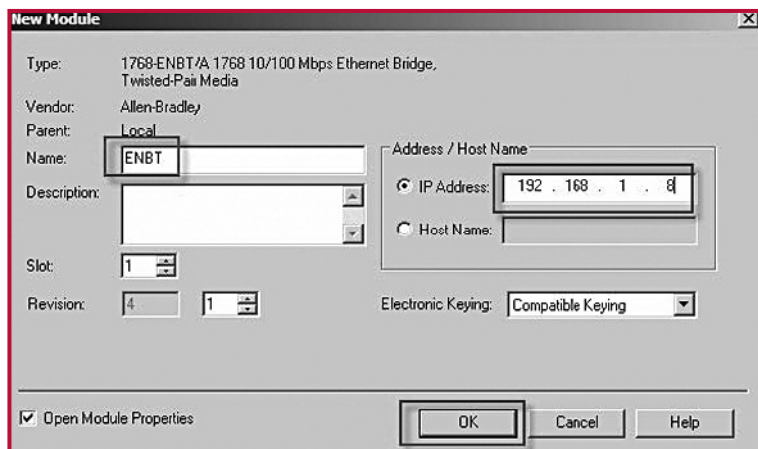 New Module
Type: 1768-ENBT/A 1768 10/100 Mbps Ethernet Bridge,
Twisted-Pair Media
Vendor: Allen-Bradley
Parent: Local
Name: ENBT
Address / Host Name
IP Address: 192 . 168 . 1 . 8
Description:
Host Name:
Slot: 1
Revision: 4 1
Electronic Keying: Compatible Keying
Open Module Properties
OK Cancel Help